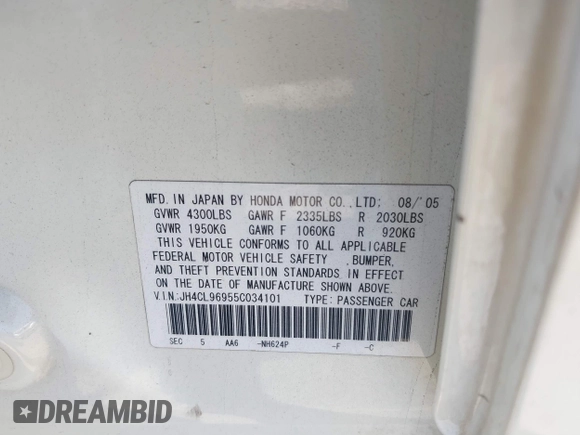 MFD. IN JAPAN BY HONDA MOTOR CO., LTD; 08/'05
GVWR 4300LBS GAWR F 2335LBS R 2030LBS
GVWR 1950KG GAWR F 1060KG R 920KG
THIS VEHICLE CONFORMS TO ALL APPLICABLE
FEDERAL MOTOR VEHICLE SAFETY ,BUMPER,
AND THEFT PREVENTION STANDARDS IN EFFECT
ON THE DATE OF MANUFACTURE SHOWN ABOVE.
V.I.N:JH4CL96955C034101 TYPE: PASSENGER CAR
SEC 5 AA6 -NH624P -F -C
DREAMBID